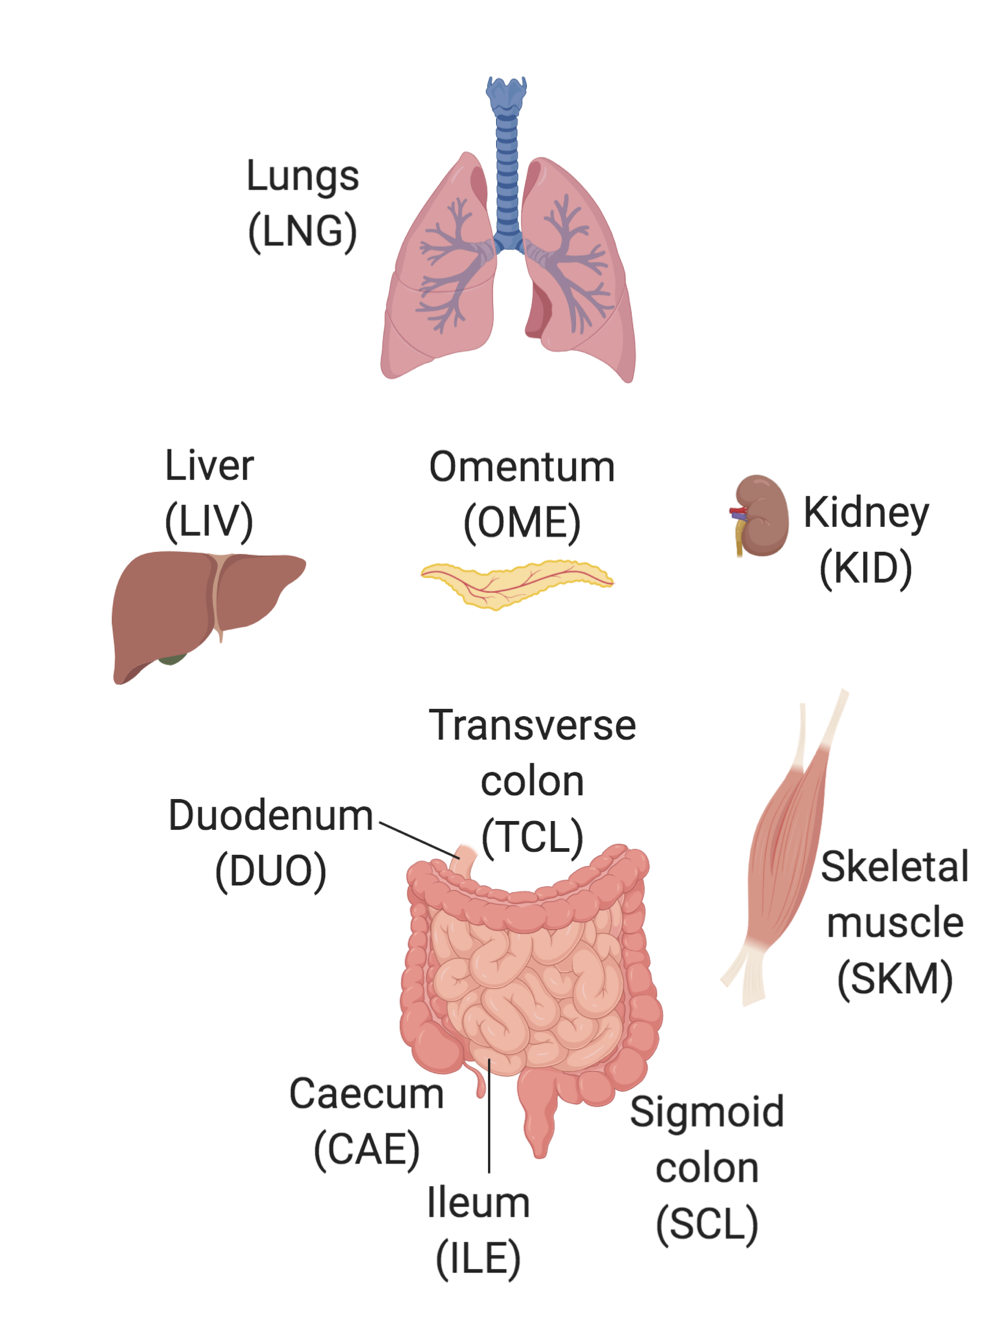 Lungs
(LNG)
Liver
(LIV)
Omentum
(OME)
Kidney
(KID)
Transverse
colon
(TCL)
Duodenum
(DUO)
Skeletal
muscle
(SKM)
Caecum
(CAE)
Sigmoid
colon
(SCL)
Ileum
(ILE)